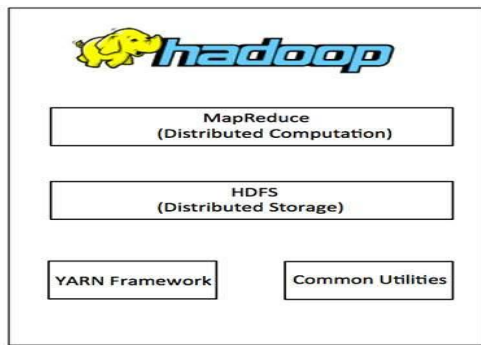 hadoop
MapReduce
(Distributed Computation)
HDFS
(Distributed Storage)
YARN Framework
Common Utilities